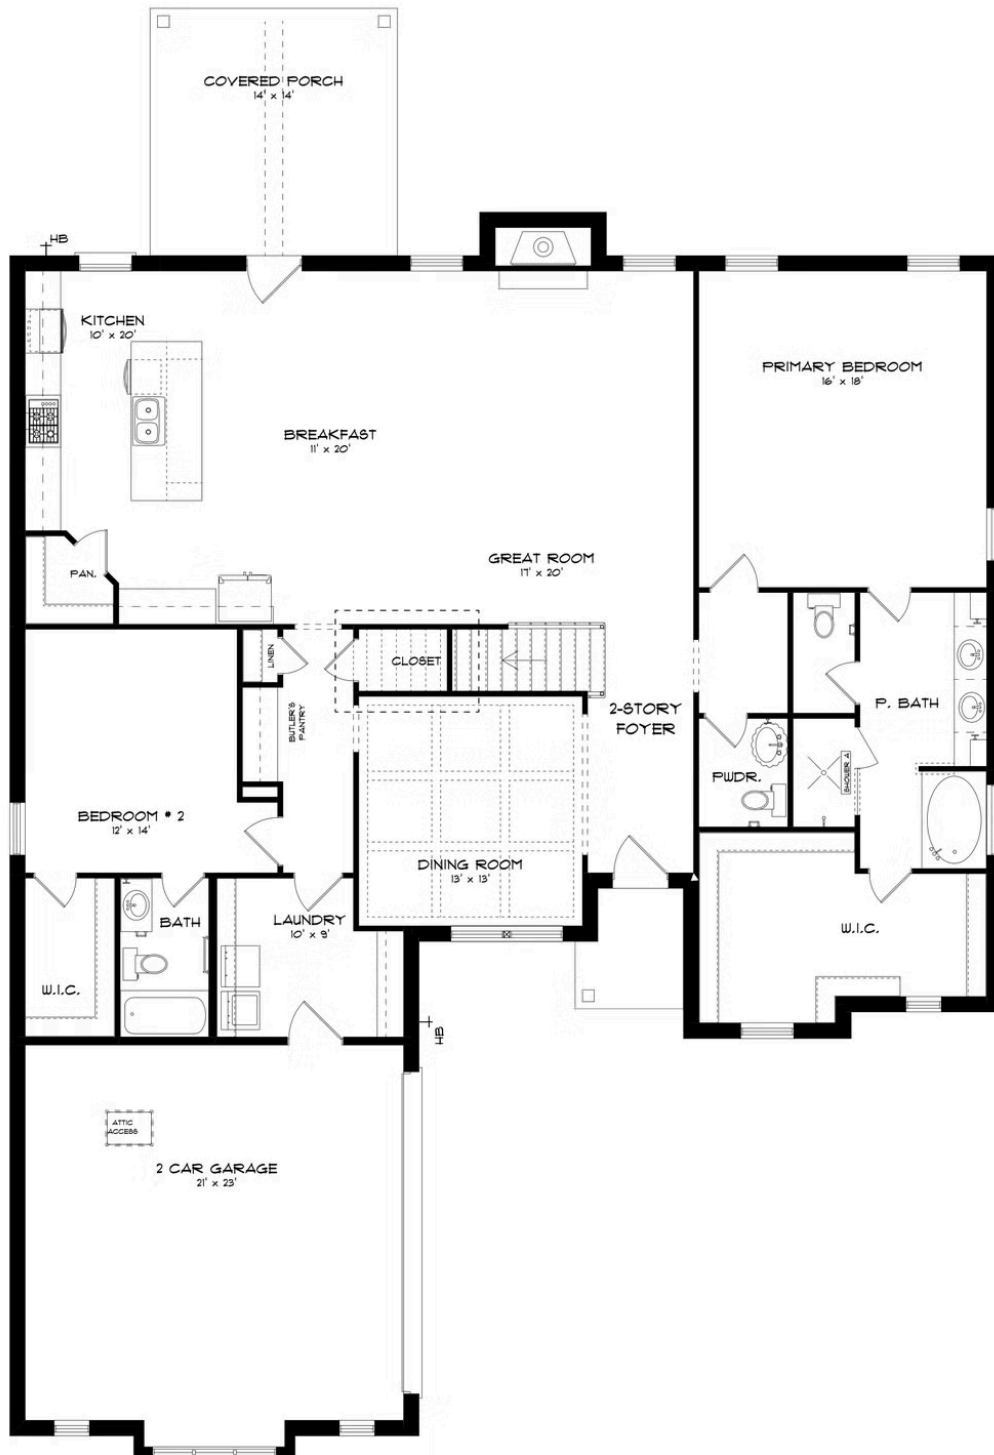 COVERED PORCH
14' x 14'
HB
KITCHEN
10' x 20'
PRIMARY BEDROOM
16' x 18'
BREAKFAST
11' x 20'
GREAT ROOM
17' x 20'
PAN.
LINEN
CLOSET
BUTLER'S
PANTRY
2-STORY
FOYER
P. BATH
PWDR.
SHOWER A
BEDROOM # 2
12' x 14'
DINING ROOM
13' x 13'
BATH
LAUNDRY
10' x 9'
W.I.C.
W.I.C.
HB
ATTIC
ACCESS
2 CAR GARAGE
21' x 23'